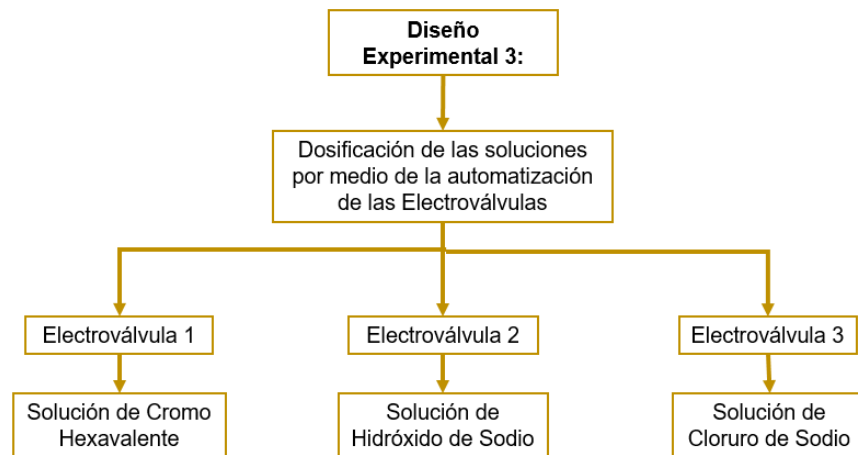 Diseño
Experimental 3:
Dosificación de las soluciones
por medio de la automatización
de las Electroválvulas
Electroválvula 1
Electroválvula 2
Electroválvula 3
Solución de Cromo
Hexavalente
Solución de
Hidróxido de Sodio
Solución de
Cloruro de Sodio